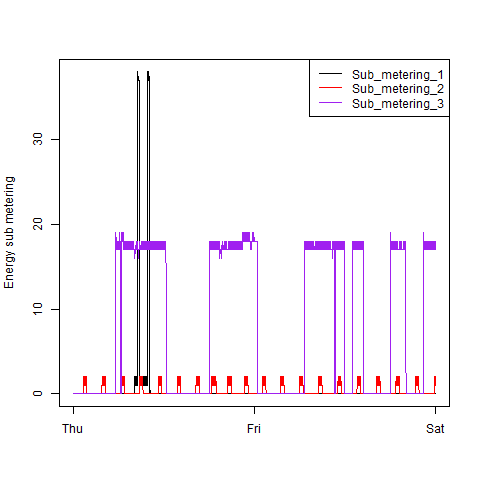 Sub_metering_1
Sub_metering_2
Sub_metering_3
Energy sub metering
30
20
10
0
Thu
Fri
Sat